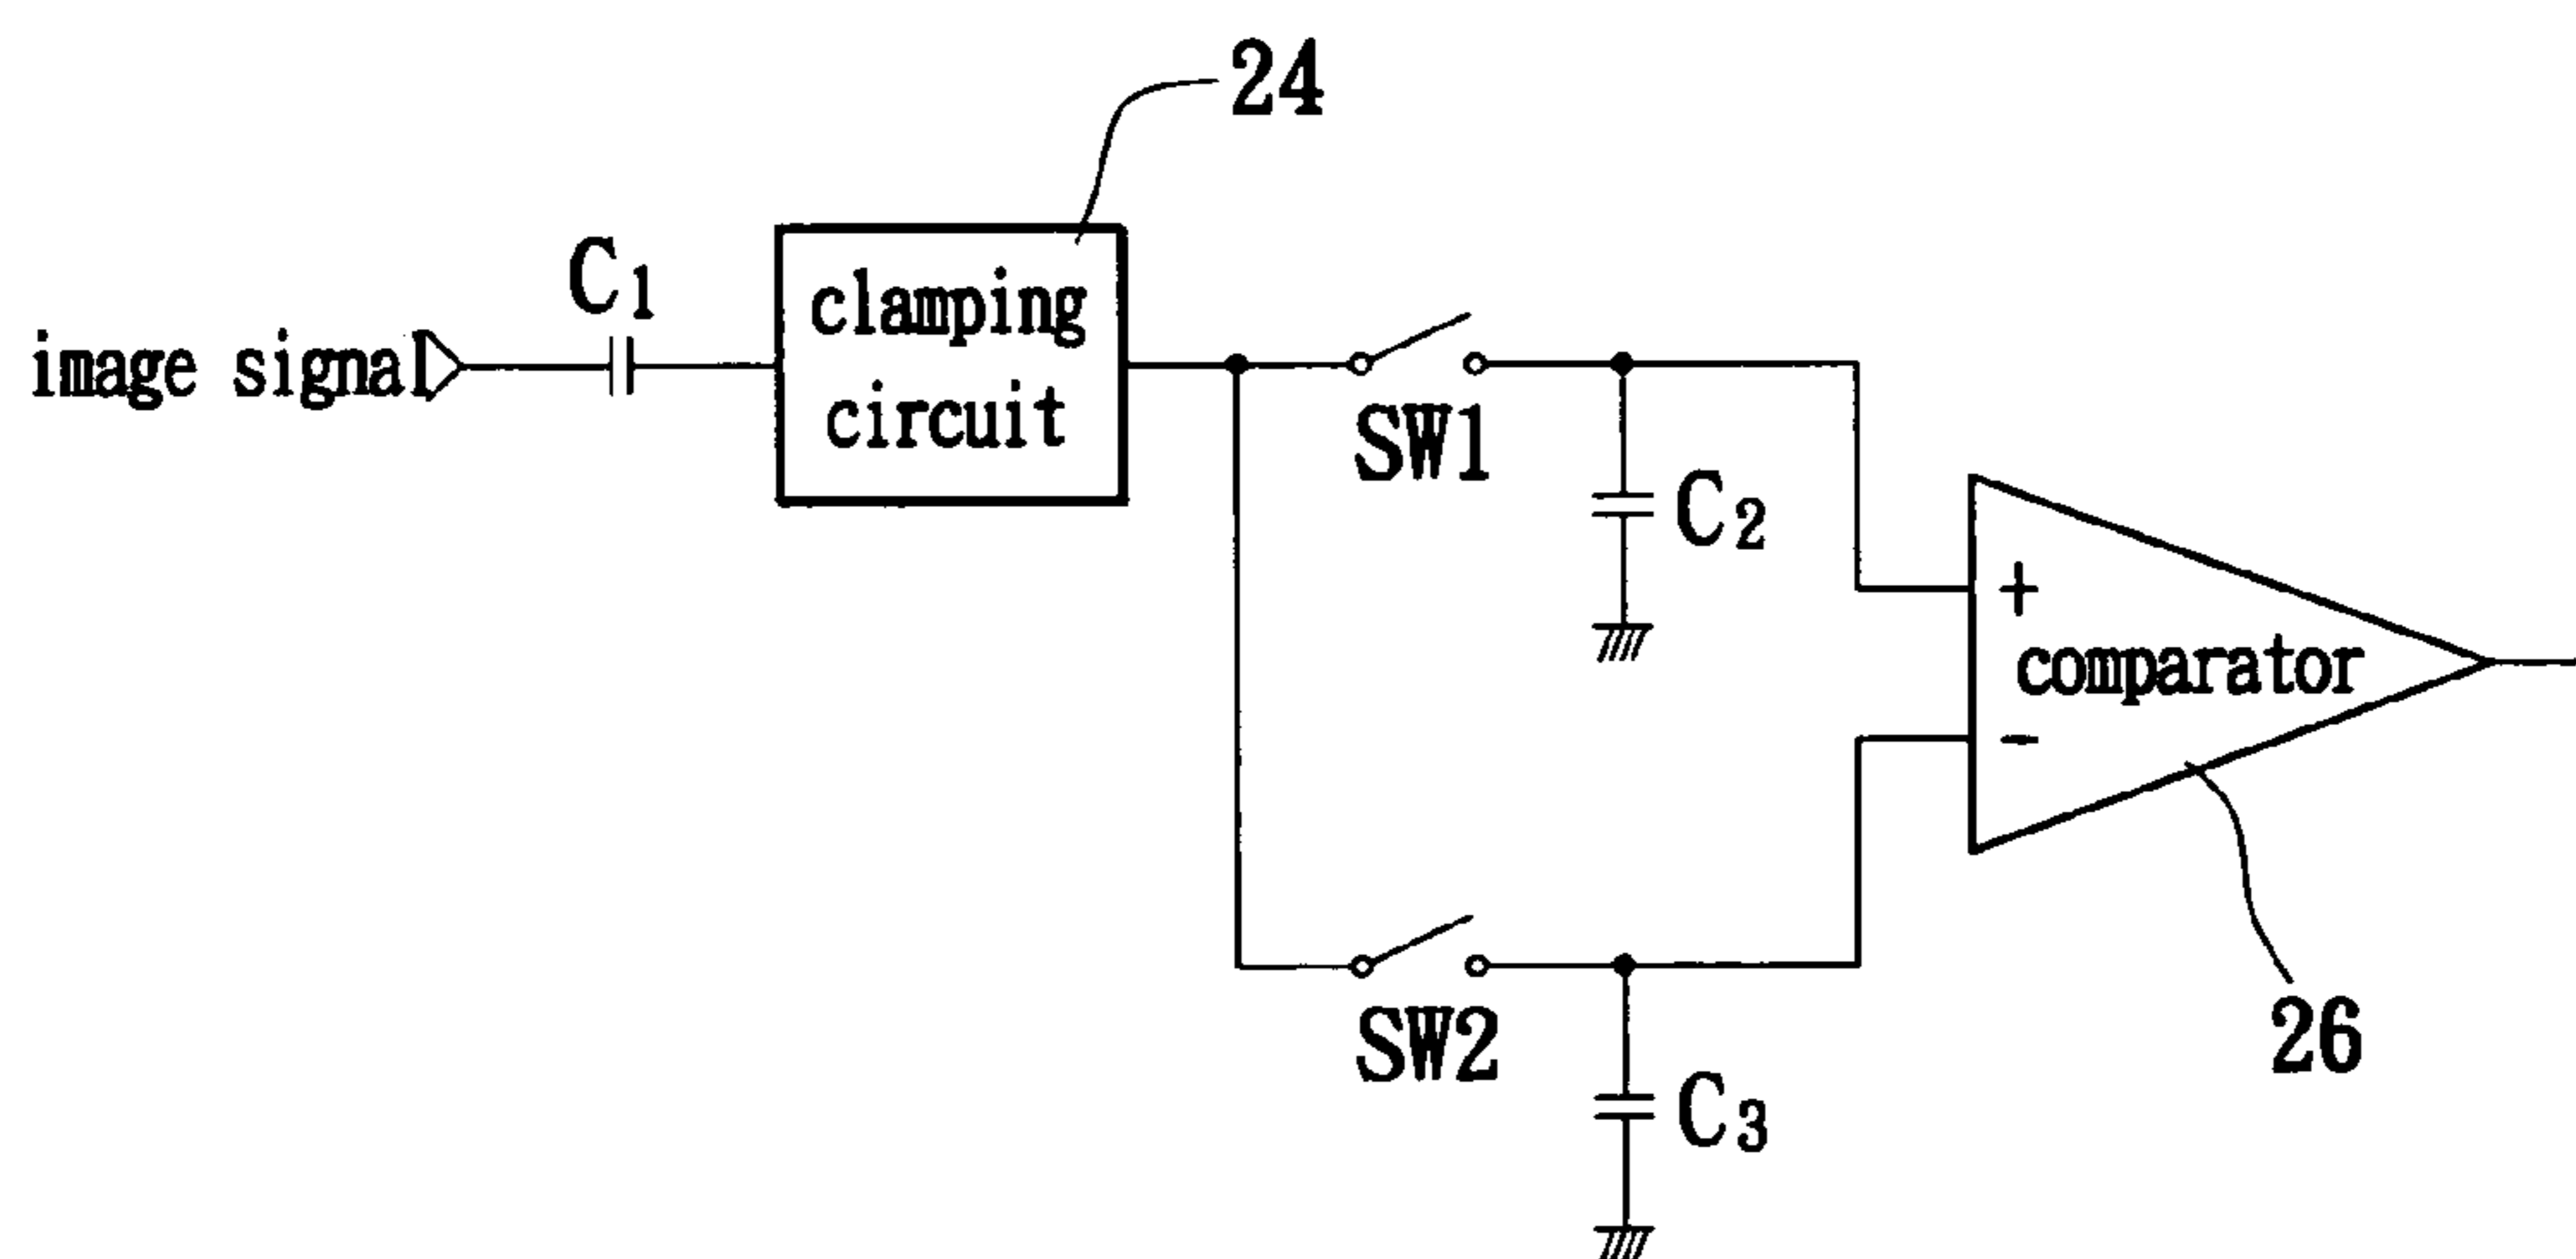 24
C1
image signal
clamping
circuit
SW1
C2
+
comparator
-
SW2
C3
26